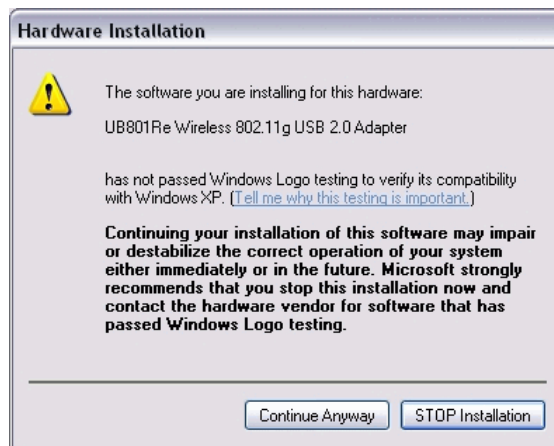 Hardware Installation
The software you are installing for this hardware:
UB801Re Wireless 802.11g USB 2.0 Adapter
has not passed Windows Logo testing to verify its compatibility
with Windows XP. (Tell me why this testing is important.)
Continuing your installation of this software may impair
or destabilize the correct operation of your system
either immediately or in the future. Microsoft strongly
recommends that you stop this installation now and
contact the hardware vendor for software that has
passed Windows Logo testing.
Continue Anyway
STOP Installation